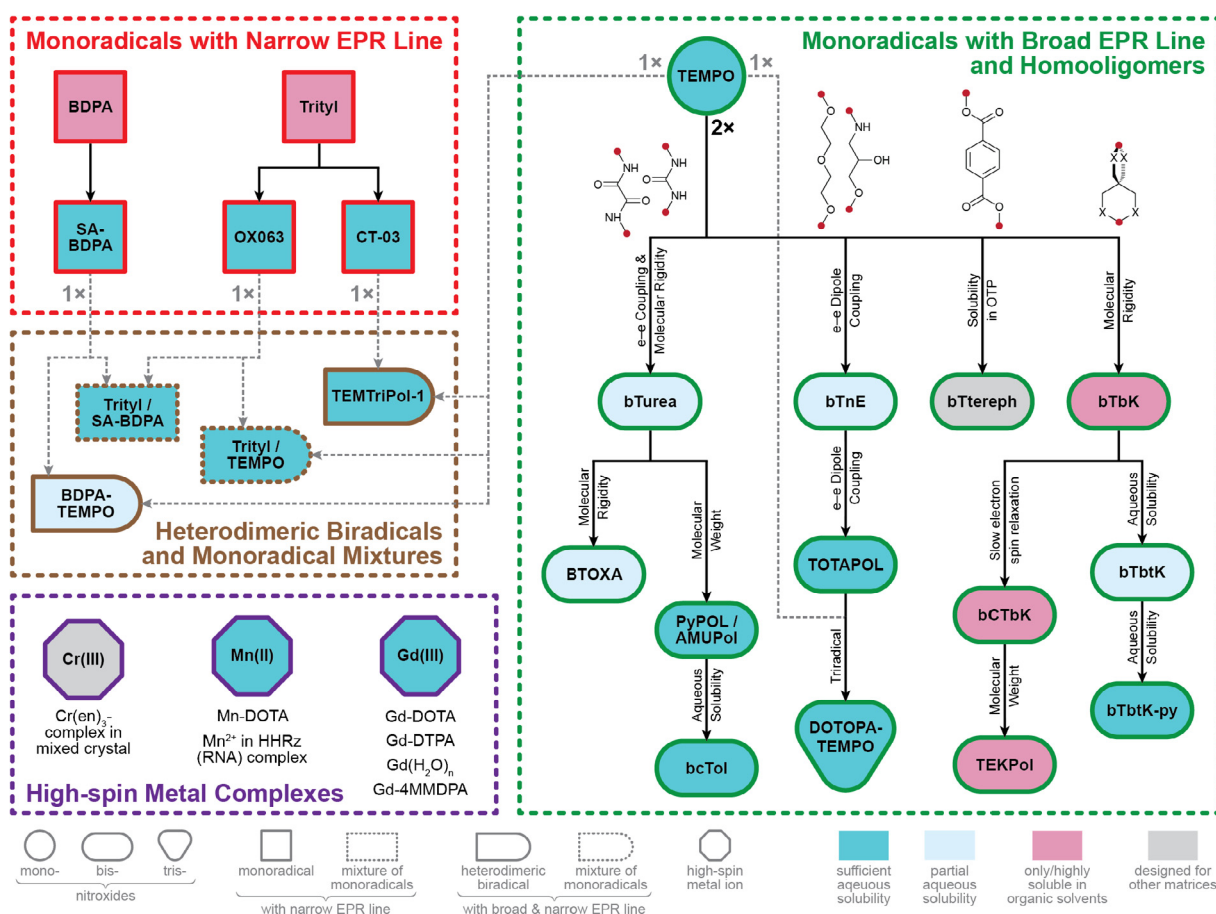 Monoradicals with Narrow EPR Line
BDPA
Trityl
SA-
BDPA
OX063
CT-03
1×
1×
1×
TEMTriPol-1
Trityl /
SA-BDPA
Trityl /
TEMPO
BDPA-
TEMPO
Heterodimeric Biradicals
and Monoradical Mixtures
Cr(III)
Mn(II)
Gd(III)
Cr(en)3-
complex in
mixed crystal
Mn-DOTA
Mn2+ in HHRz
(RNA) complex
Gd-DOTA
Gd-DTPA
Gd(H2O)n
Gd-4MMDPA
High-spin Metal Complexes
Monoradicals with Broad EPR Line
and Homooligomers
1×
TEMPO
1×
2×
O
NH
O
HN
O
NH
HN
O
O
O
NH
OH
O
O
O
O
O
X X
X X
e–e Coupling &
Molecular Rigidity
e–e Dipole
Coupling
Solubility
in OTP
Molecular
Rigidity
bTurea
bTnE
bTtereph
bTbK
Molecular
Rigidity
Molecular
Weight
e–e Dipole
Coupling
Slow electron
spin relaxation
Aqueous
Solubility
BTOXA
TOTAPOL
bTbtK
PyPOL /
AMUPol
bCTbK
Aqueous
Solubility
Triradical
Molecular
Weight
Aqueous
Solubility
bcTol
DOTOPA-
TEMPO
TEKPol
bTbtK-py
mono-
bis-
tris-
nitroxides
monoradical
mixture of
monoradicals
with narrow EPR line
heterodimeric
biradical
mixture of
monoradicals
with broad & narrow EPR line
high-spin
metal ion
sufficient
aqeuous
solubility
partial
aqueous
solubility
only/highly
soluble in
organic solvents
designed for
other matrices